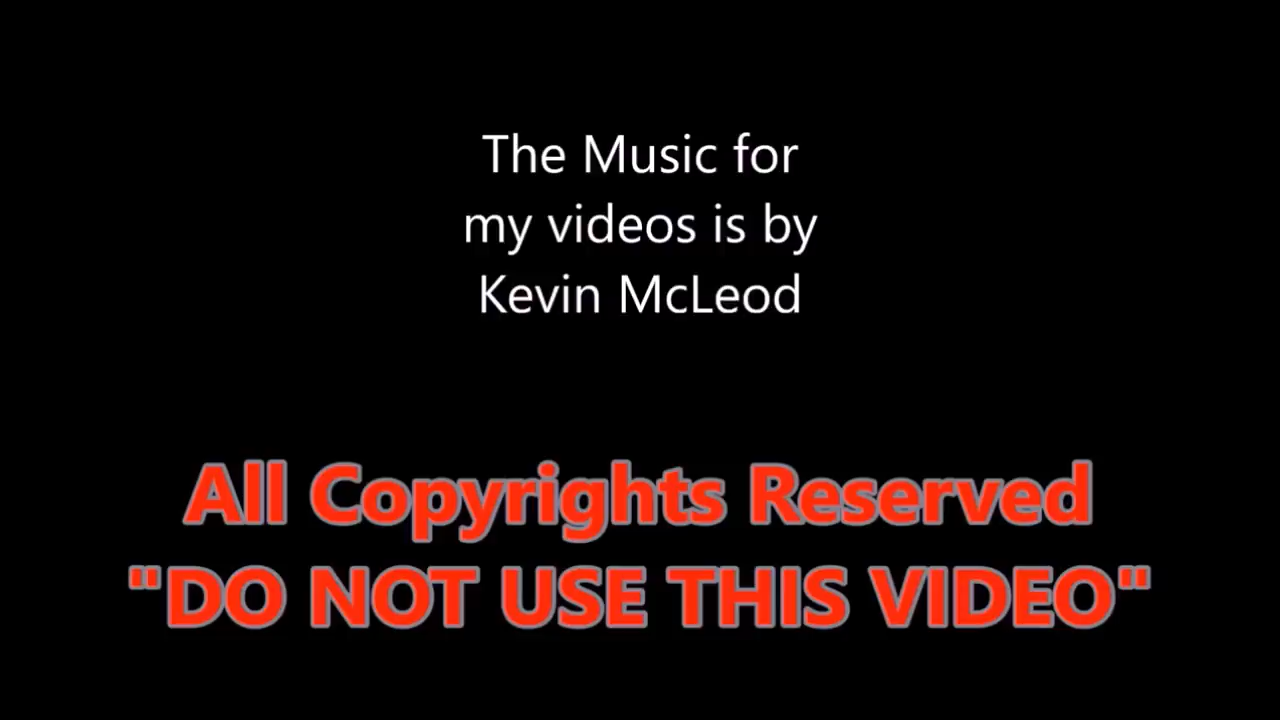 The Music for
my videos is by
Kevin McLeod
All Copyrights Reserved
"DO NOT USE THIS VIDEO"